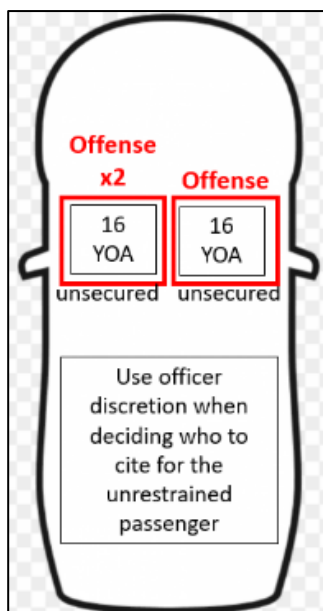 Offense
x2
Offense
16
YOA
16
YOA
unsecured
unsecured
Use officer
discretion when
deciding who to
cite for the
unrestrained
passenger